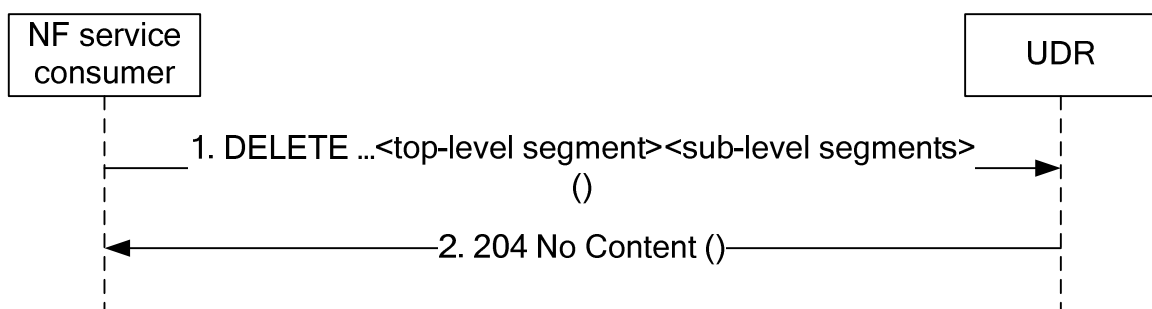 NF service
consumer
UDR
1. DELETE ...<top-level segment><sub-level segments>
()
2. 204 No Content ()